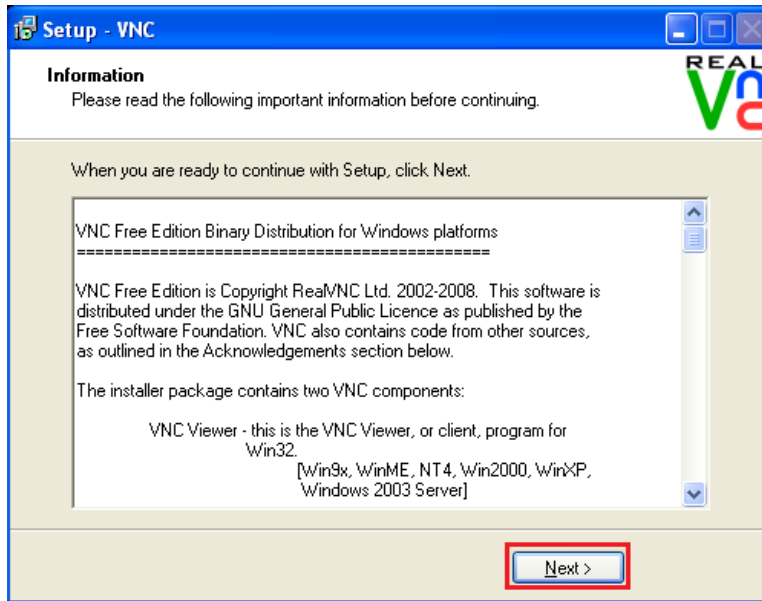 Setup - VNC
REAL
VNC
Information
Please read the following important information before continuing.
When you are ready to continue with Setup, click Next.
VNC Free Edition Binary Distribution for Windows platforms
=============================================
VNC Free Edition is Copyright RealVNC Ltd. 2002-2008.  This software is
distributed under the GNU General Public Licence as published by the
Free Software Foundation. VNC also contains code from other sources,
as outlined in the Acknowledgements section below.
The installer package contains two VNC components:
VNC Viewer - this is the VNC Viewer, or client, program for
Win32.
[Win9x, WinME, NT4, Win2000, WinXP,
Windows 2003 Server]
Next >